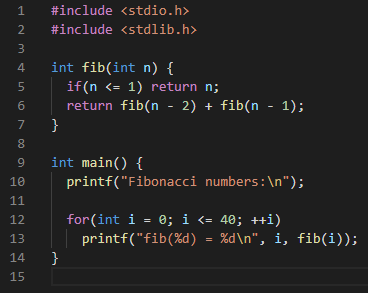 1 #include <stdio.h>
2 #include <stdlib.h>
3
4 int fib(int n) {
5   if(n <= 1) return n;
6   return fib(n - 2) + fib(n - 1);
7 }
8
9 int main() {
10   printf("Fibonacci numbers:\n");
11
12   for(int i = 0; i <= 40; ++i)
13     printf("fib(%d) = %d\n", i, fib(i));
14 }
15